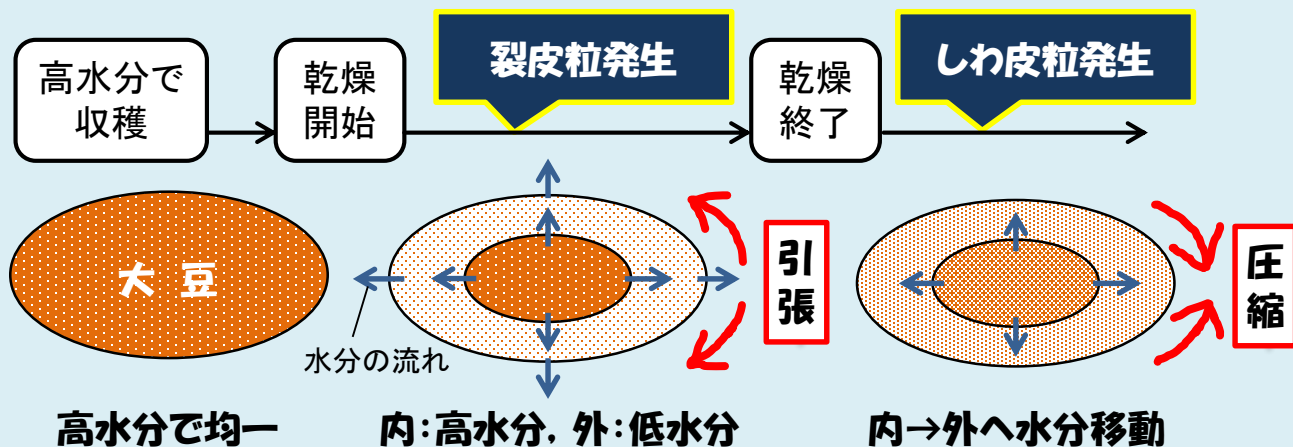 高水分で
収穫
乾燥
開始
裂皮粒発生
乾燥
終了
しわ皮粒発生
大豆
水分の流れ
引
張
圧
縮
高水分で均一
内:高水分, 外:低水分
内→外へ水分移動